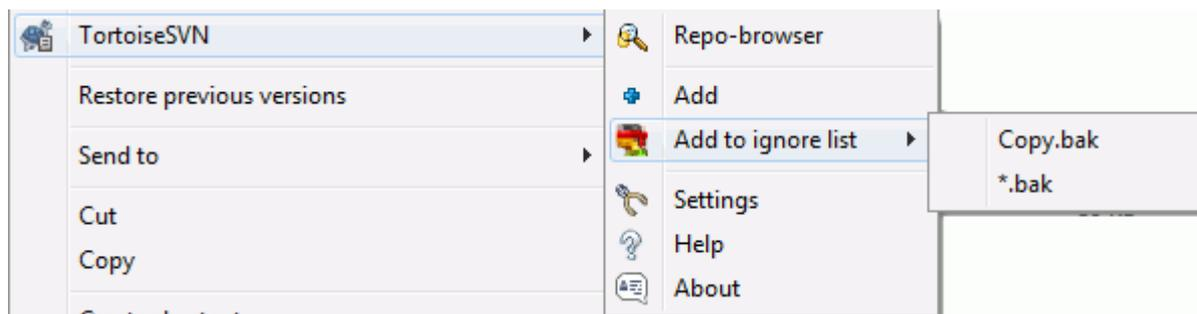 TortoiseSVN
Restore previous versions
Send to
Cut
Copy
Repo-browser
Add
Add to ignore list
Settings
Help
About
Copy.bak
*.bak